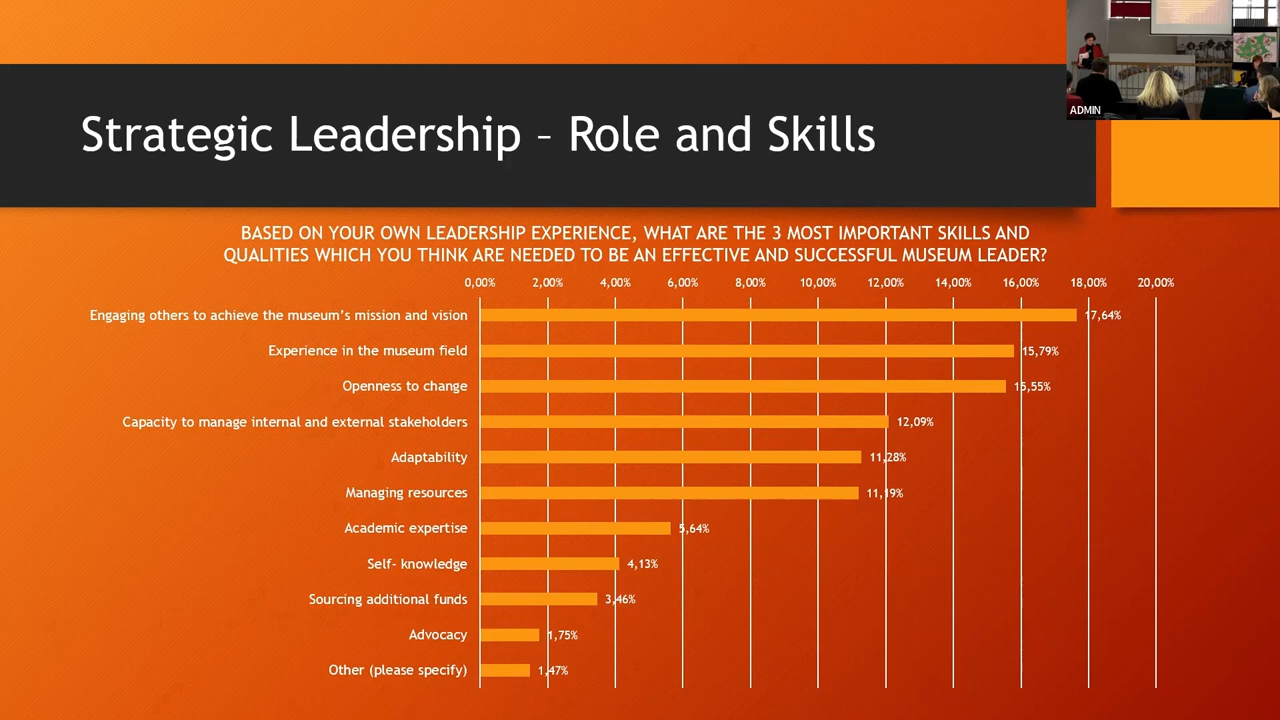 ADMIN
Strategic Leadership – Role and Skills
BASED ON YOUR OWN LEADERSHIP EXPERIENCE, WHAT ARE THE 3 MOST IMPORTANT SKILLS AND
QUALITIES WHICH YOU THINK ARE NEEDED TO BE AN EFFECTIVE AND SUCCESSFUL MUSEUM LEADER?
0,00% 2,00% 4,00% 6,00% 8,00% 10,00% 12,00% 14,00% 16,00% 18,00% 20,00%
Engaging others to achieve the museum’s mission and vision 17,64%
Experience in the museum field 15,79%
Openness to change 15,55%
Capacity to manage internal and external stakeholders 12,09%
Adaptability 11,28%
Managing resources 11,19%
Academic expertise 5,64%
Self- knowledge 4,13%
Sourcing additional funds 3,46%
Advocacy 1,75%
Other (please specify) 1,47%